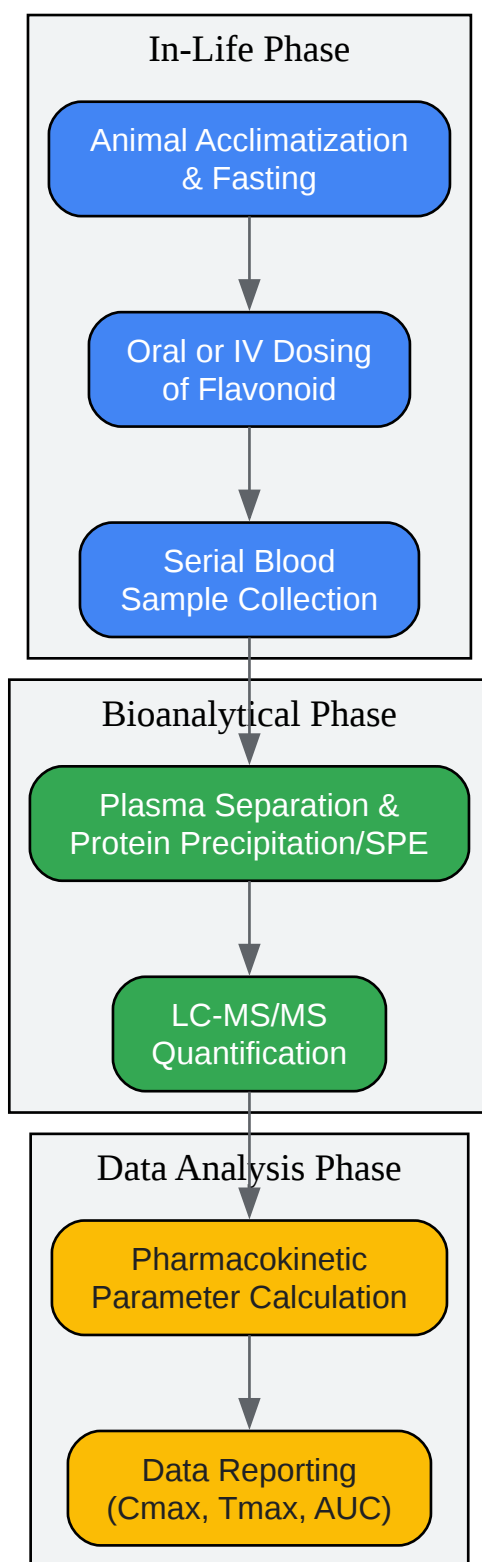 In-Life Phase
Animal Acclimatization
& Fasting
Oral or IV Dosing
of Flavonoid
Serial Blood
Sample Collection
Bioanalytical Phase
Plasma Separation &
Protein Precipitation/SPE
LC-MS/MS
Quantification
Data Analysis Phase
Pharmacokinetic
Parameter Calculation
Data Reporting
(Cmax, Tmax, AUC)